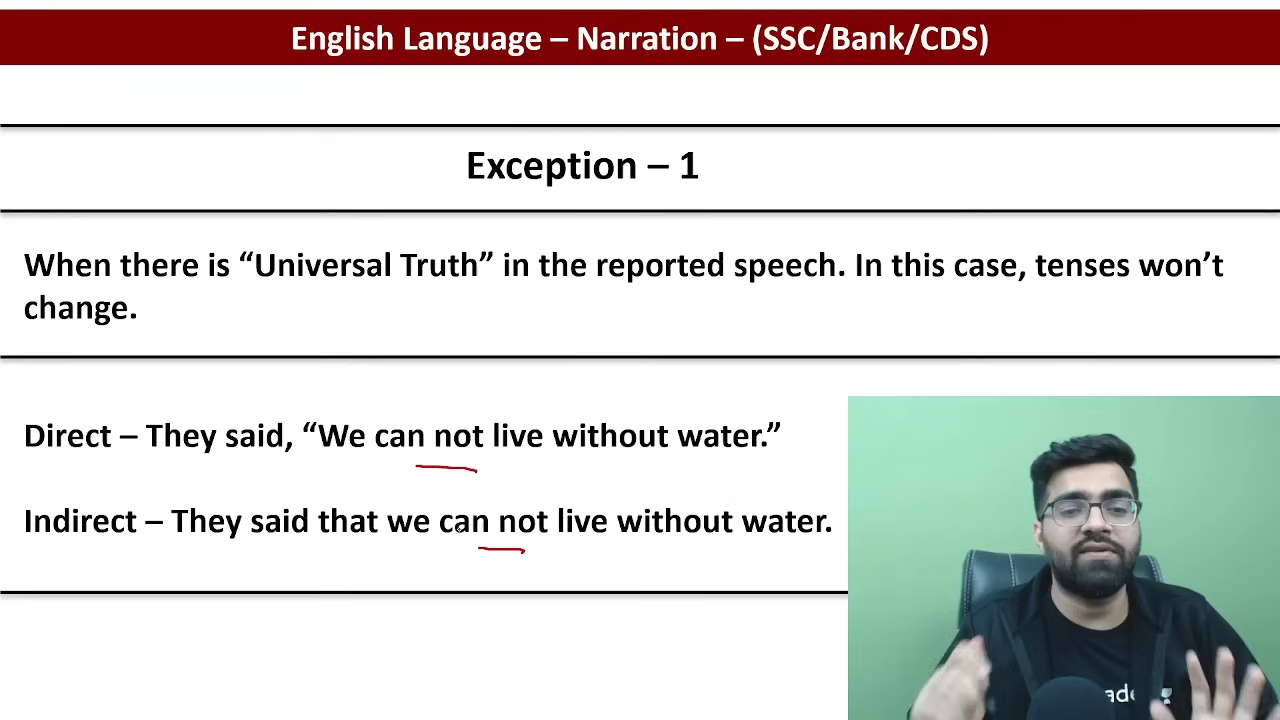 English Language – Narration – (SSC/Bank/CDS)
Exception – 1
When there is “Universal Truth” in the reported speech. In this case, tenses won’t
change.
Direct – They said, “We can not live without water.”
Indirect – They said that we can not live without water.